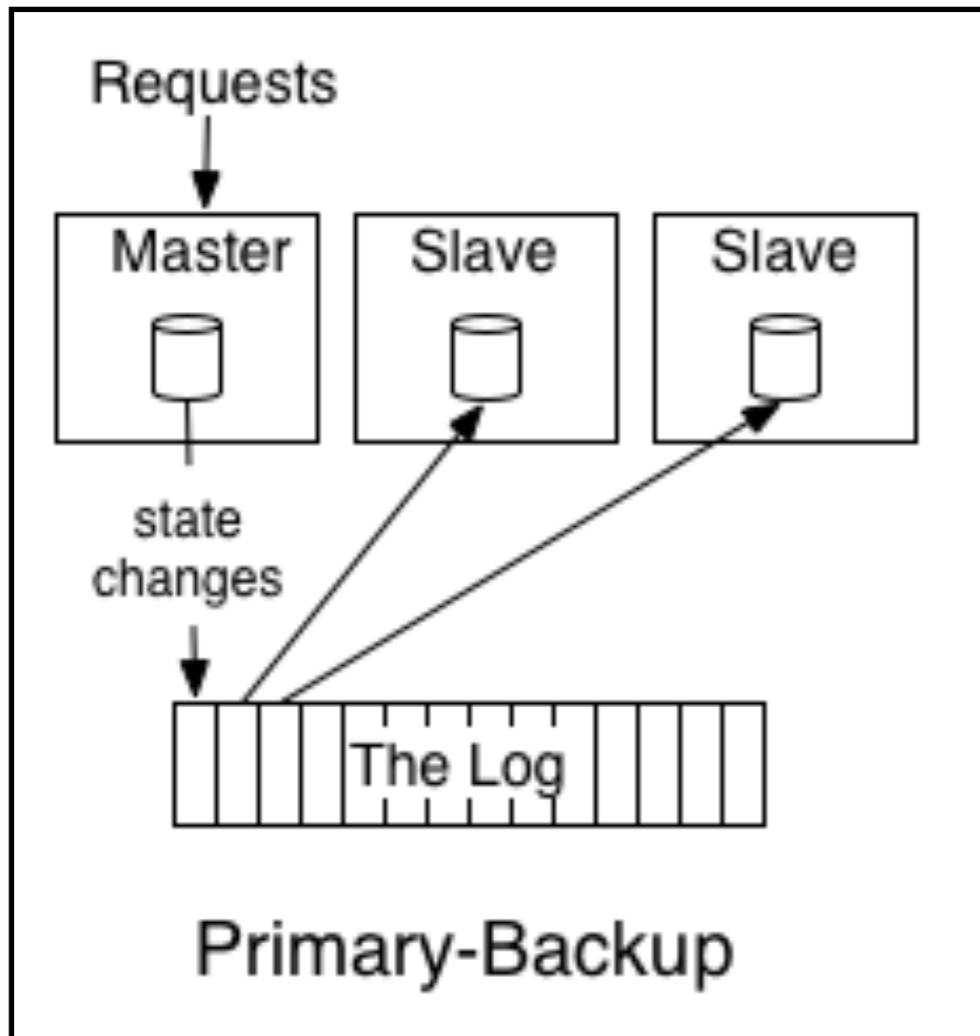 Requests
Master
Slave
Slave
state
changes
The Log
Primary-Backup